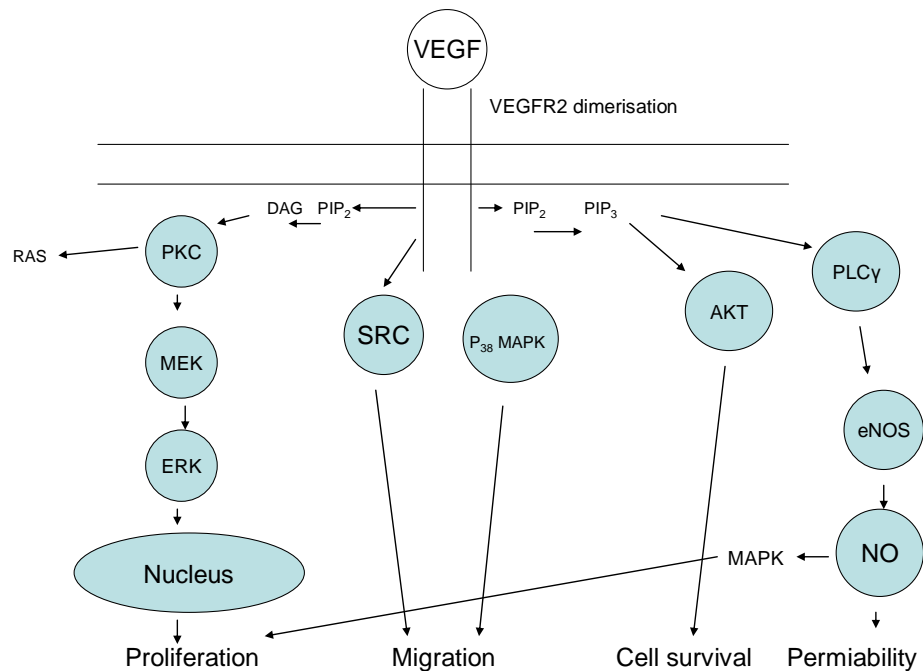 VEGF
VEGFR2 dimerisation
DAG PIP₂ PIP₂ PIP₃
RAS PKC PLCγ
SRC P₃₈ MAPK AKT
MEK
eNOS
ERK
Nucleus MAPK NO
Proliferation Migration Cell survival Permiability